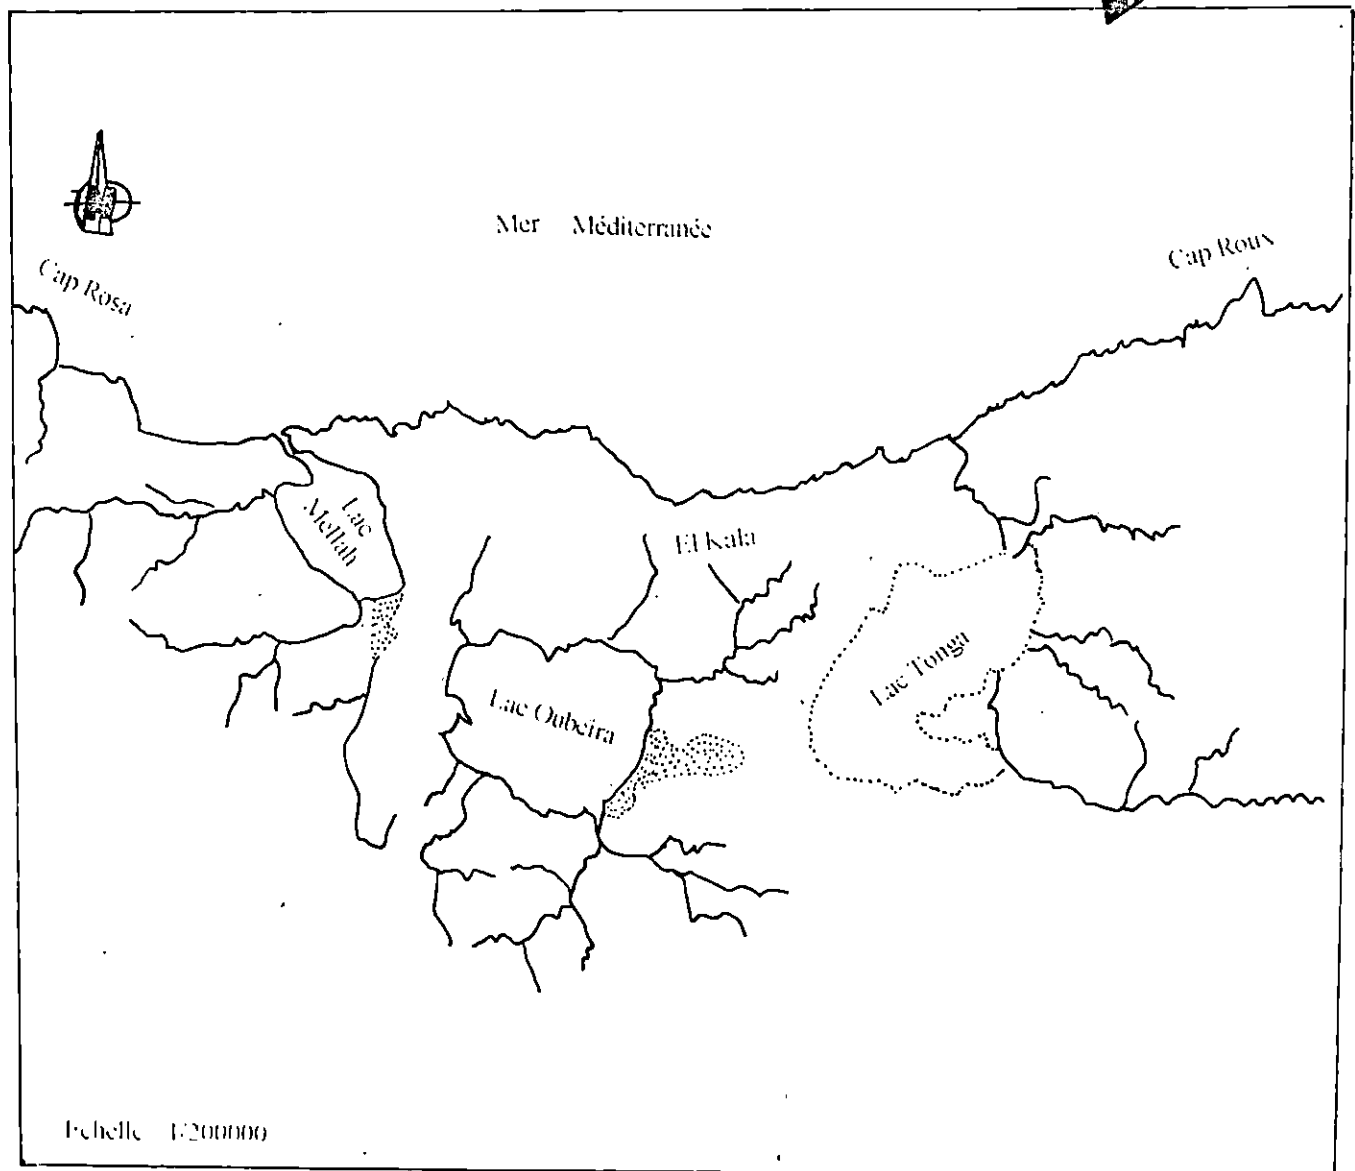 Mer Méditerranée
Cap Roux
Cap Rosa
Lac
Mellah
El Kala
Lac Tonga
Lac Oubeira
Echelle 1/200000